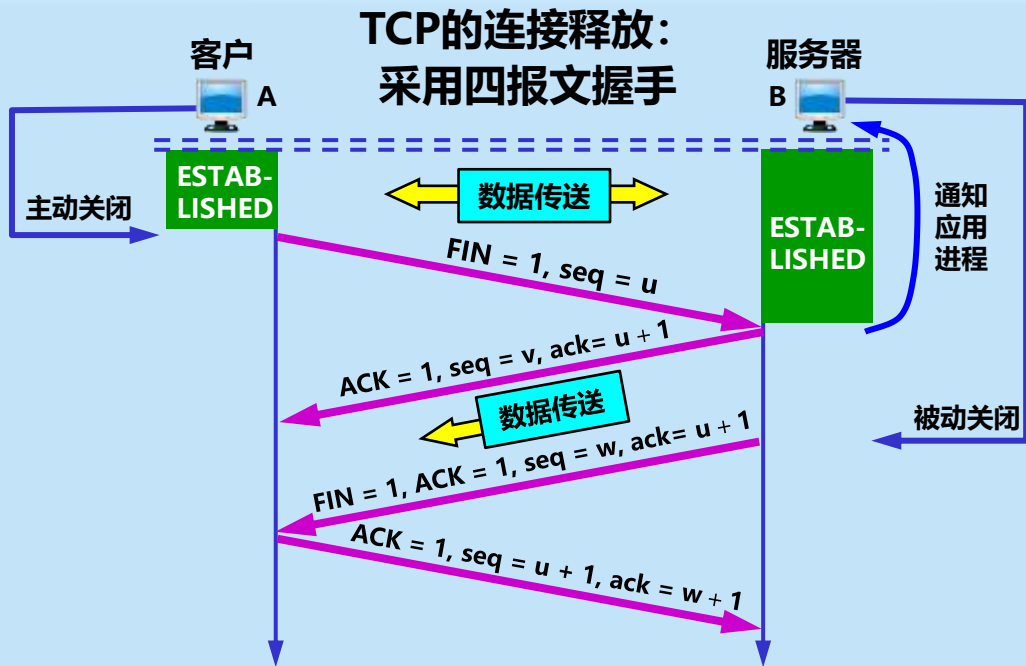 TCP的连接释放：
采用四报文握手
客户
A
服务器
B
ESTAB-
LISHED
主动关闭
数据传送
ESTAB-
LISHED
通知
应用
进程
FIN = 1, seq = u
ACK = 1, seq = v, ack= u + 1
数据传送
被动关闭
FIN = 1, ACK = 1, seq = w, ack= u + 1
ACK = 1, seq = u + 1, ack = w + 1